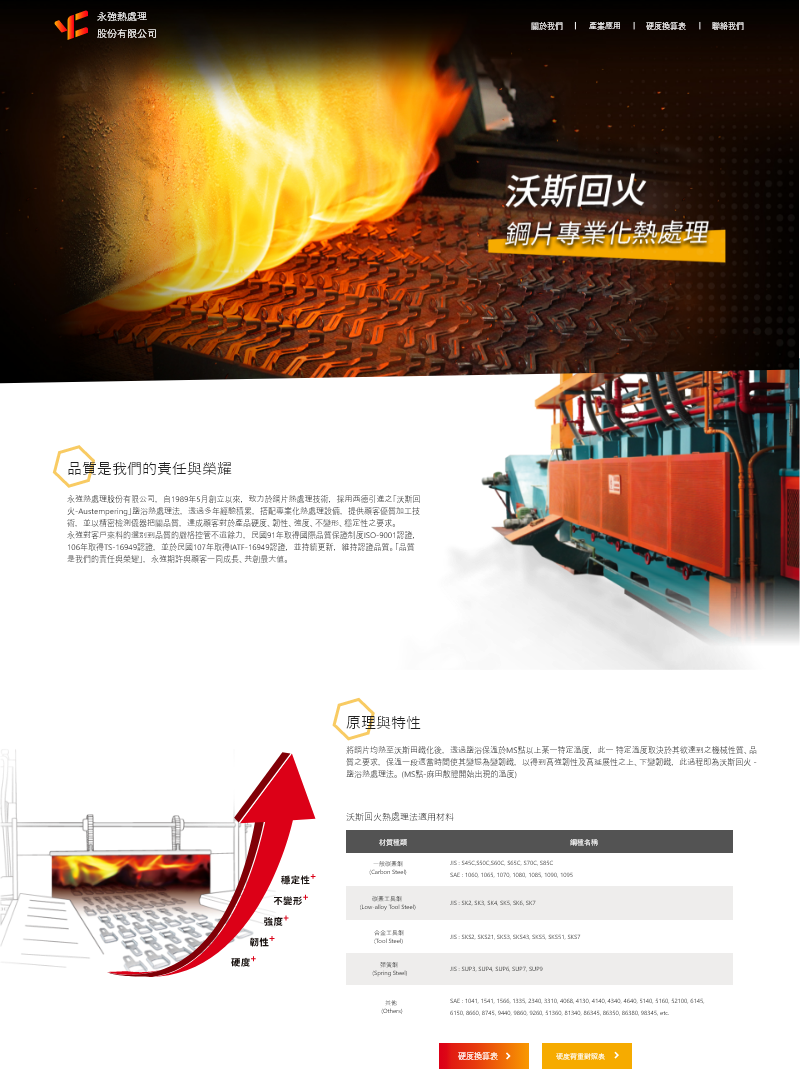 永強熱處理
股份有限公司
關於我們 | 產業應用 | 硬度換算表 | 聯絡我們
沃斯回火
鋼片專業化熱處理
品質是我們的責任與榮耀
永強熱處理股份有限公司，自1989年5月創立以來，致力於鋼片熱處理技術，採用西德引進之「沃斯回
火-Austempering」鹽浴熱處理法，透過多年經驗積累，搭配專業化熱處理設備，提供顧客優質加工技
術，並以精密檢測儀器把關品質，達成顧客對於產品硬度、韌性、強度、不變形、穩定性之要求。
永強對客戶來料的選別到品質的嚴格控管不遺餘力，民國91年取得國際品質保證制度ISO-9001認證，
106年取得TS-16949認證，並於民國107年取得IATF-16949認證，並持續更新，維持認證品質。「品質
是我們的責任與榮耀」，永強期許與顧客一同成長、共創最大值。
原理與特性
將鋼片均熱至沃斯田鐵化後，透過鹽浴保溫於MS點以上某一特定溫度，此一 特定溫度取決於其欲達到之機械性質、品
質之要求，保溫一段適當時間使其變態為變韌鐵，以得到高強韌性及高延展性之上、下變韌鐵，此過程即為沃斯回火 -
鹽浴熱處理法。(MS點-麻田散體開始出現的溫度)
穩定性+
不變形+
強度+
韌性+
硬度+
沃斯回火熱處理法適用材料
材質種類 鋼種名稱
一般碳素鋼
(Carbon Steel)
JIS : S45C,S50C,S60C, S65C, S70C, S85C
SAE : 1060, 1065, 1070, 1080, 1085, 1090, 1095
碳素工具鋼
(Low-alloy Tool Steel)
JIS : SK2, SK3, SK4, SK5, SK6, SK7
合金工具鋼
(Tool Steel)
JIS : SKS2, SKS21, SKS3, SKS43, SKS5, SKS51, SKS7
彈簧鋼
(Spring Steel)
JIS : SUP3, SUP4, SUP6, SUP7, SUP9
其他
(Others)
SAE : 1041, 1541, 1566, 1335, 2340, 3310, 4068, 4130, 4140, 4340, 4640, 5140, 5160, 52100, 6145,
6150, 8660, 8745, 9440, 9860, 9260, 51360, 81340, 86345, 86350, 86380, 98345, etc.
硬度換算表
硬度荷重對照表